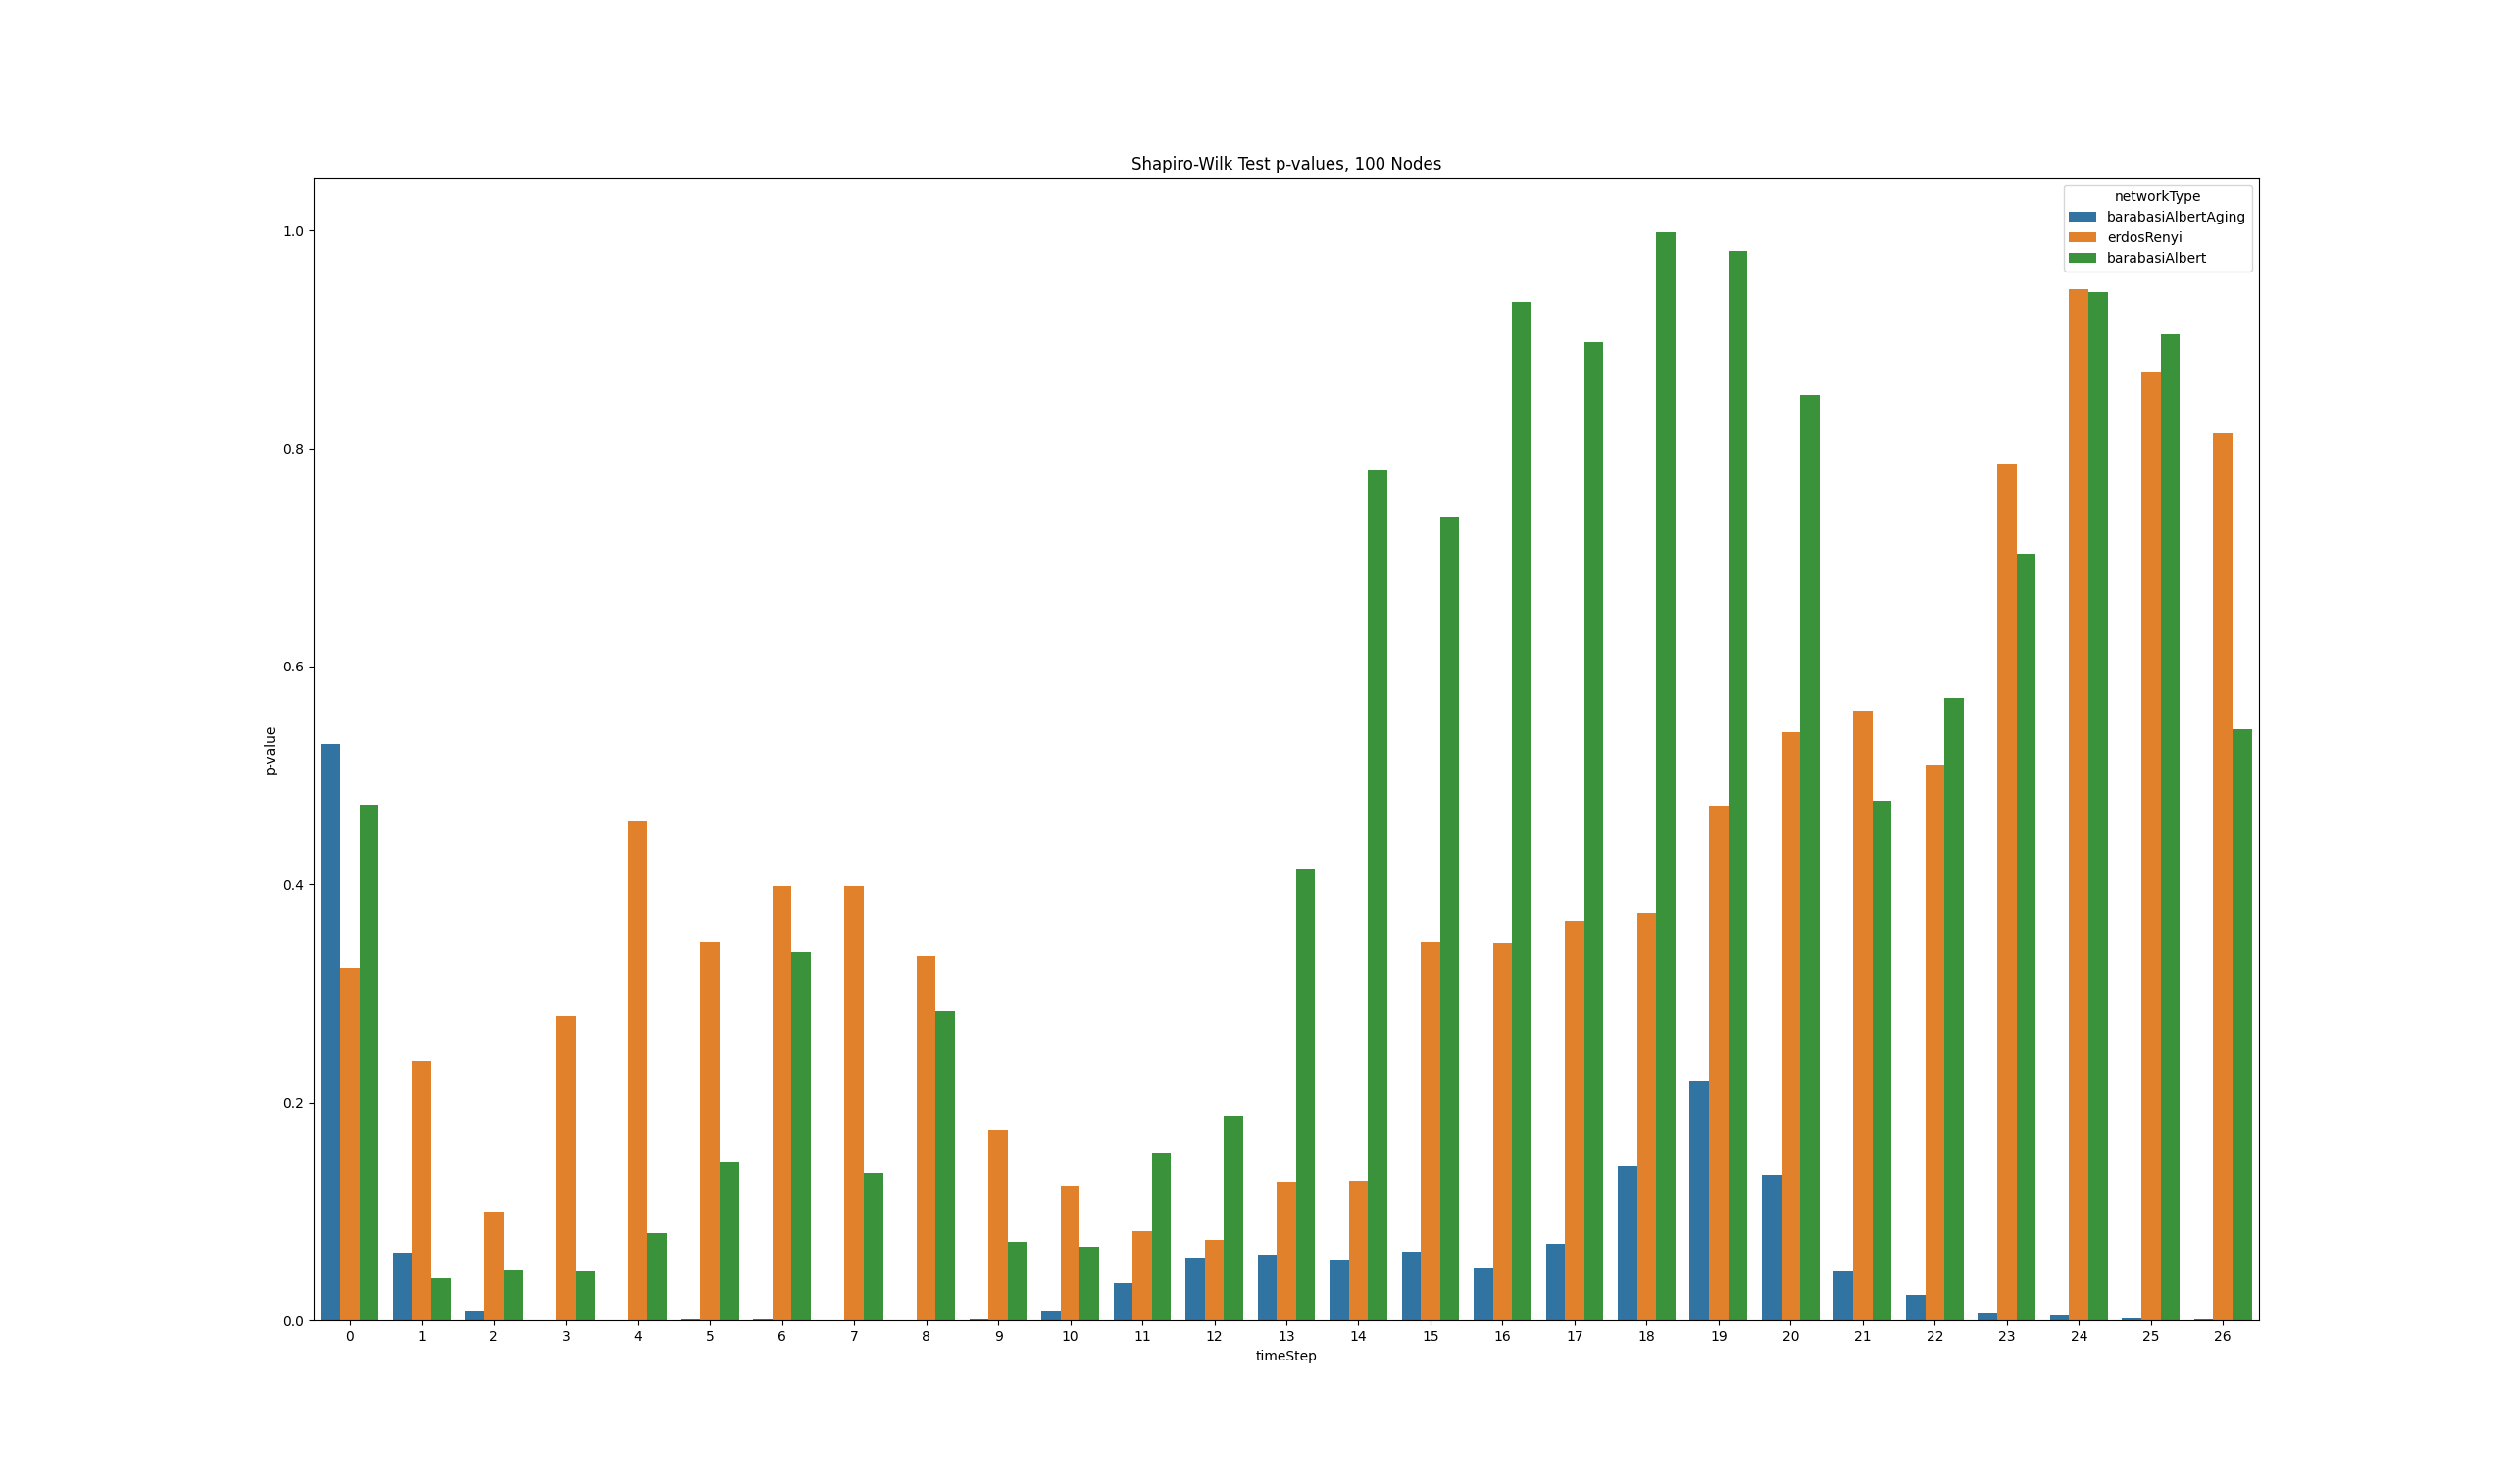 Shapiro-Wilk Test p-values, 100 Nodes
networkType
barabasiAlbertAging
erdosRenyi
barabasiAlbert
1.0
0.8
0.6
0.4
0.2
0.0
p-value
0 1 2 3 4 5 6 7 8 9 10 11 12 13 14 15 16 17 18 19 20 21 22 23 24 25 26
timeStep